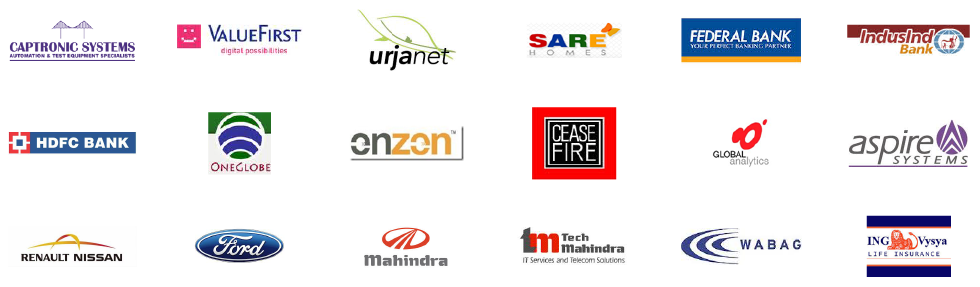 CAPTRONIC SYSTEMS
AUTOMATION & TEST EQUIPMENT SPECIALISTS
VALUEFIRST
digital possibilities
urjanet
SARE
HOMES
FEDERAL BANK
YOUR PERFECT BANKING PARTNER
IndusInd
Bank
HDFC BANK
ONEGLOBE
enzen™
CEASE
FIRE
GLOBAL
analytics
aspire
SYSTEMS
RENAULT NISSAN
Ford
Mahindra
tm Tech
Mahindra
IT Services and Telecom Solutions
WABAG
ING Vysya
LIFE INSURANCE